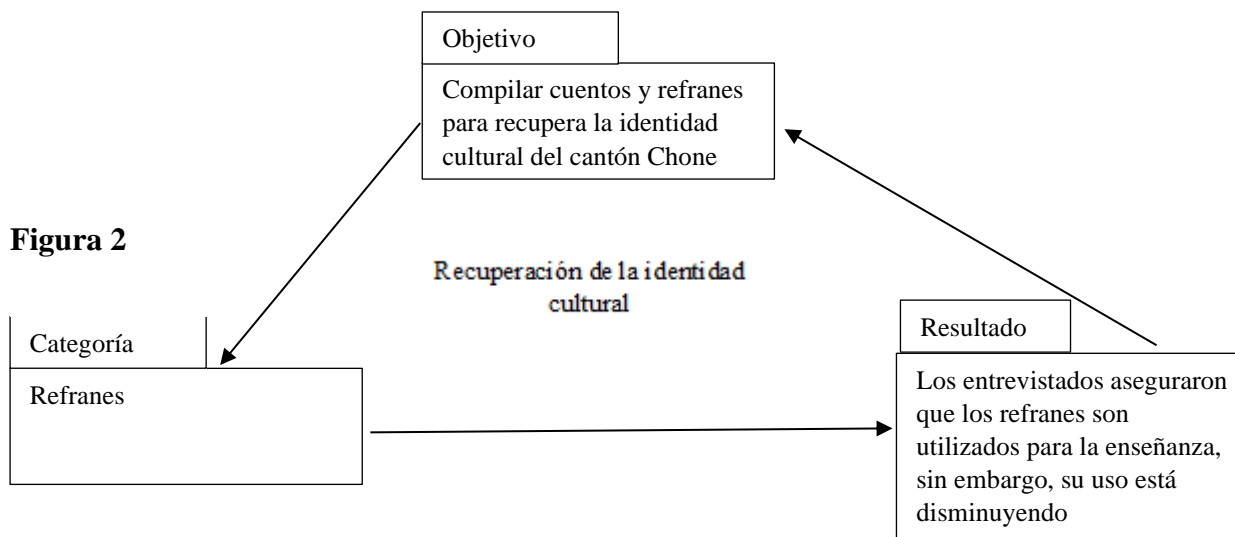 Objetivo
Compilar cuentos y refranes
para recupera la identidad
cultural del cantón Chone
Figura 2
Recuperación de la identidad
cultural
Categoría
Refranes
Resultado
Los entrevistados aseguraron
que los refranes son
utilizados para la enseñanza,
sin embargo, su uso está
disminuyendo